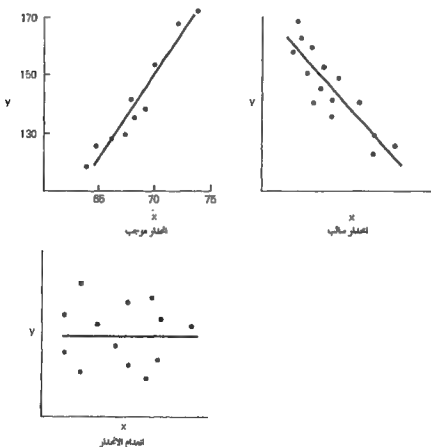 170
y
150
130
65
70
75
x
انحدار موجب
y
x
انحدار سالب
y
x
انعدام الانحدار